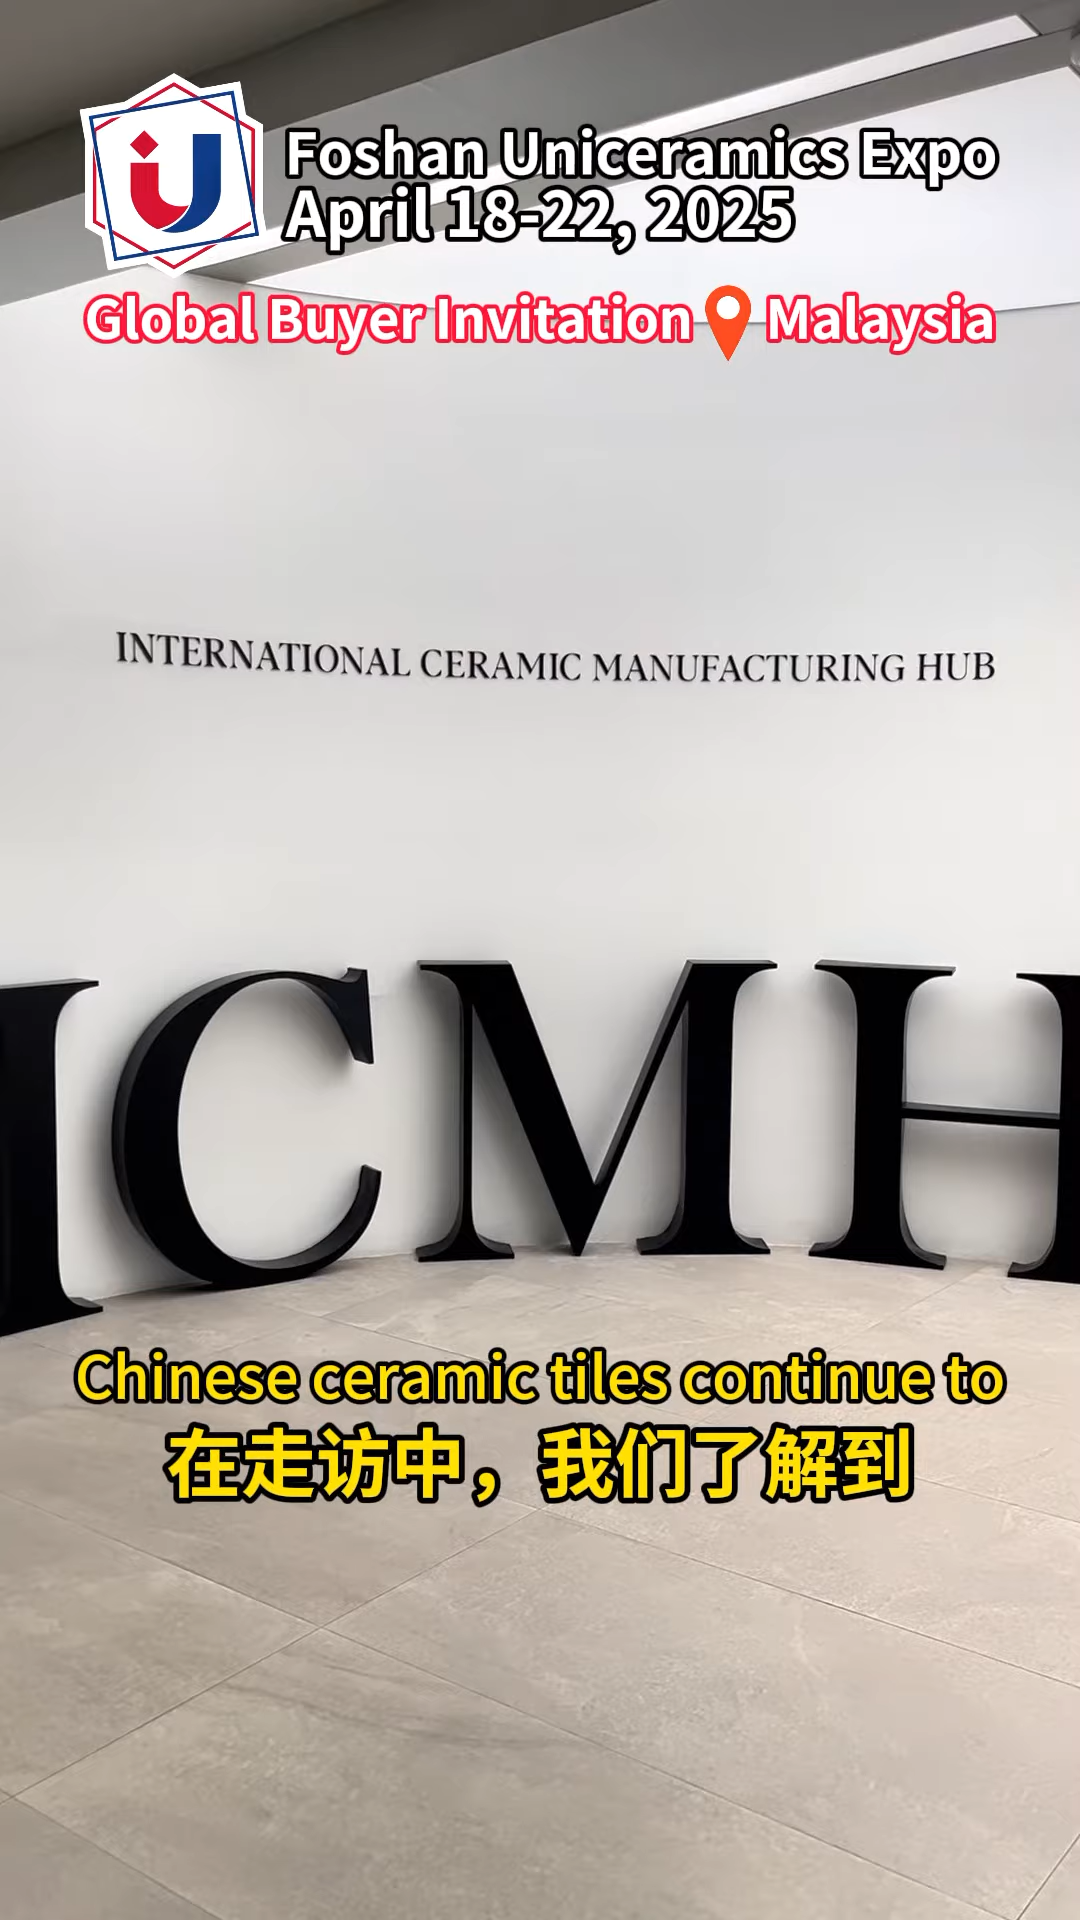 Foshan Uniceramics Expo
April 18-22, 2025
Global Buyer Invitation📍Malaysia
INTERNATIONAL CERAMIC MANUFACTURING HUB
ICMH
Chinese ceramic tiles continue to
在走访中，我们了解到